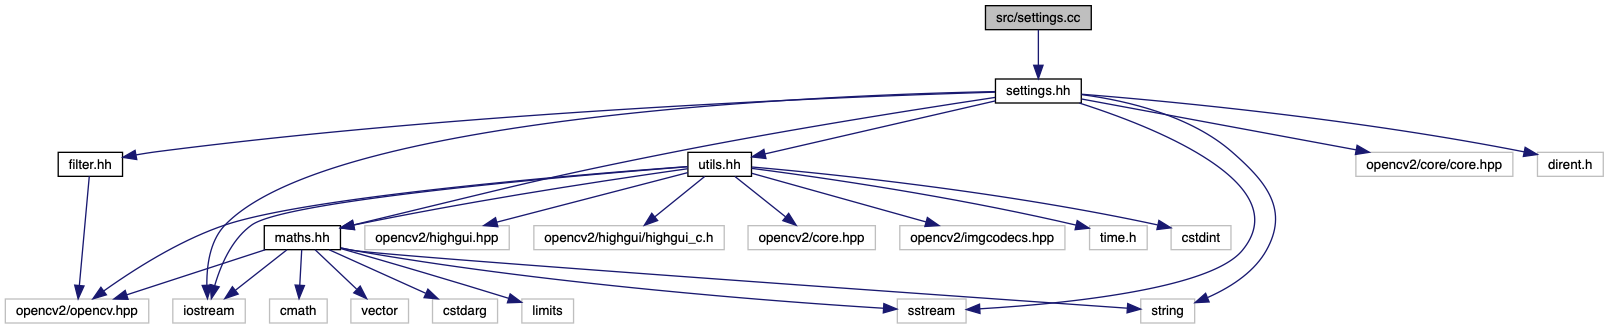 src/settings.cc
settings.hh
filter.hh
utils.hh
opencv2/core/core.hpp
dirent.h
maths.hh
opencv2/highgui.hpp
opencv2/highgui/highgui_c.h
opencv2/core.hpp
opencv2/imgcodecs.hpp
time.h
cstdint
opencv2/opencv.hpp
iostream
cmath
vector
cstdarg
limits
sstream
string